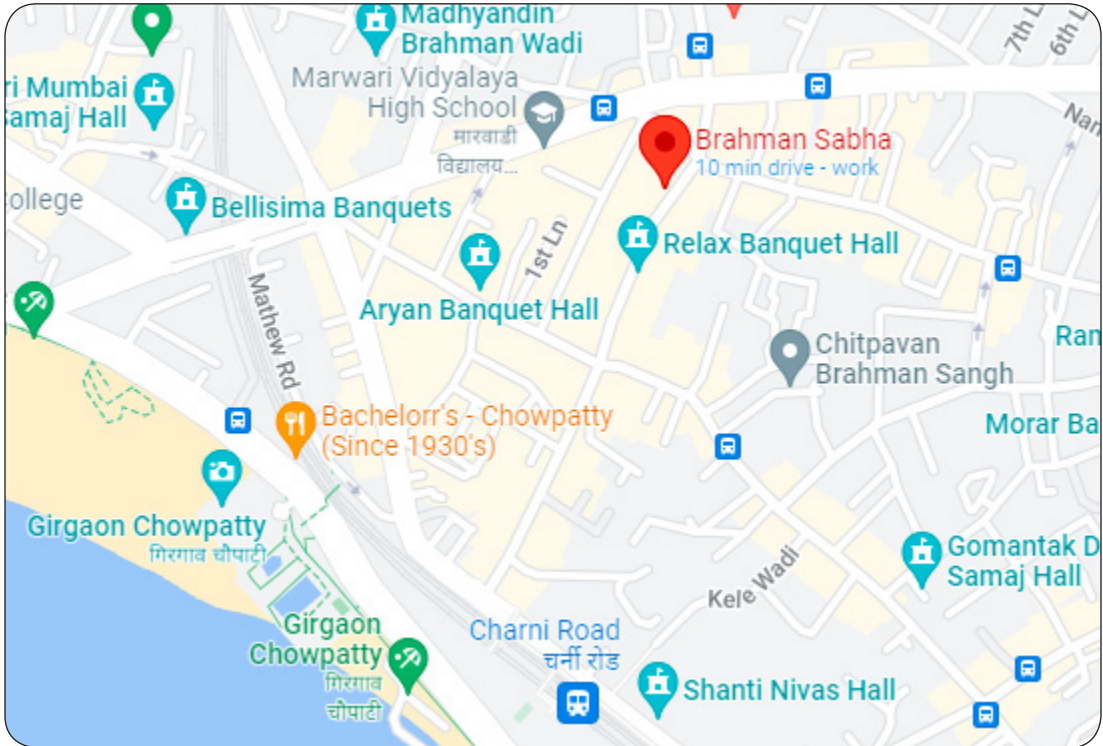 Madhyandin
Brahman Wadi
7th L
6th L
Marwari Vidyalaya
High School
मारवाडी
विद्यालय...
ri Mumbai
Samaj Hall
Nan
Brahman Sabha
10 min drive - work
ollege
Bellisima Banquets
1st Ln
Relax Banquet Hall
Mathew Rd
Aryan Banquet Hall
Chitpavan
Brahman Sangh
Ran
Bachelorr's - Chowpatty
(Since 1930's)
Morar Ba
Girgaon Chowpatty
गिरगाव चौपाटी
Gomantak D
Samaj Hall
Kele Wadi
Girgaon
Chowpatty
गिरगाव
चौपाटी
Charni Road
चर्नी रोड
Shanti Nivas Hall